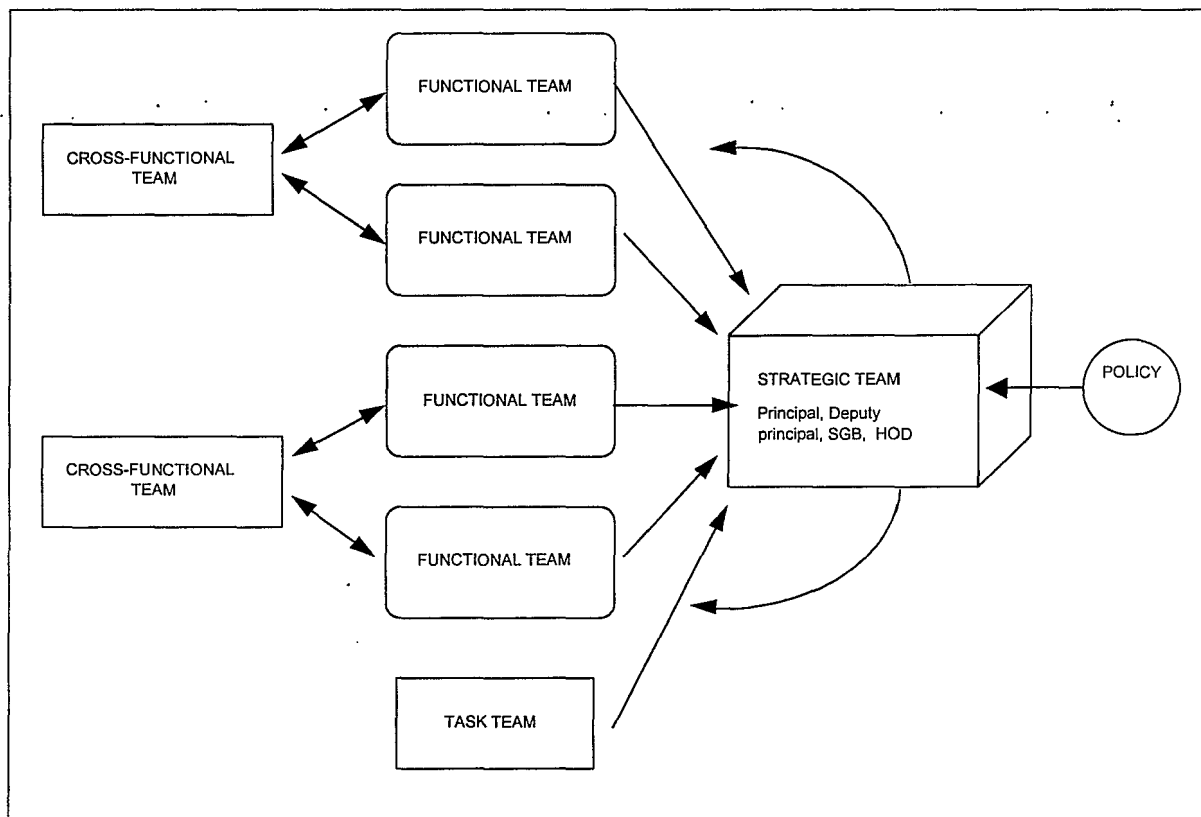 FUNCTIONAL TEAM
CROSS-FUNCTIONAL
TEAM
FUNCTIONAL TEAM
FUNCTIONAL TEAM
CROSS-FUNCTIONAL
TEAM
FUNCTIONAL TEAM
TASK TEAM
STRATEGIC TEAM
Principal, Deputy
principal, SGB, HOD
POLICY